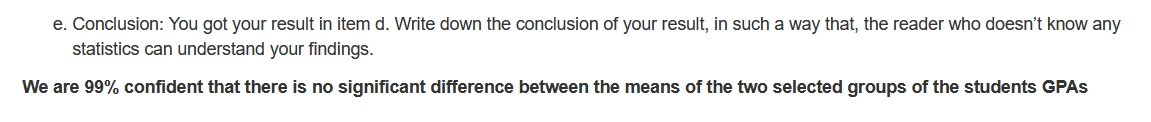 e. Conclusion: You got your result in item d. Write down the conclusion of your result, in such a way that, the reader who doesn’t know any
statistics can understand your findings.
We are 99% confident that there is no significant difference between the means of the two selected groups of the students GPAs